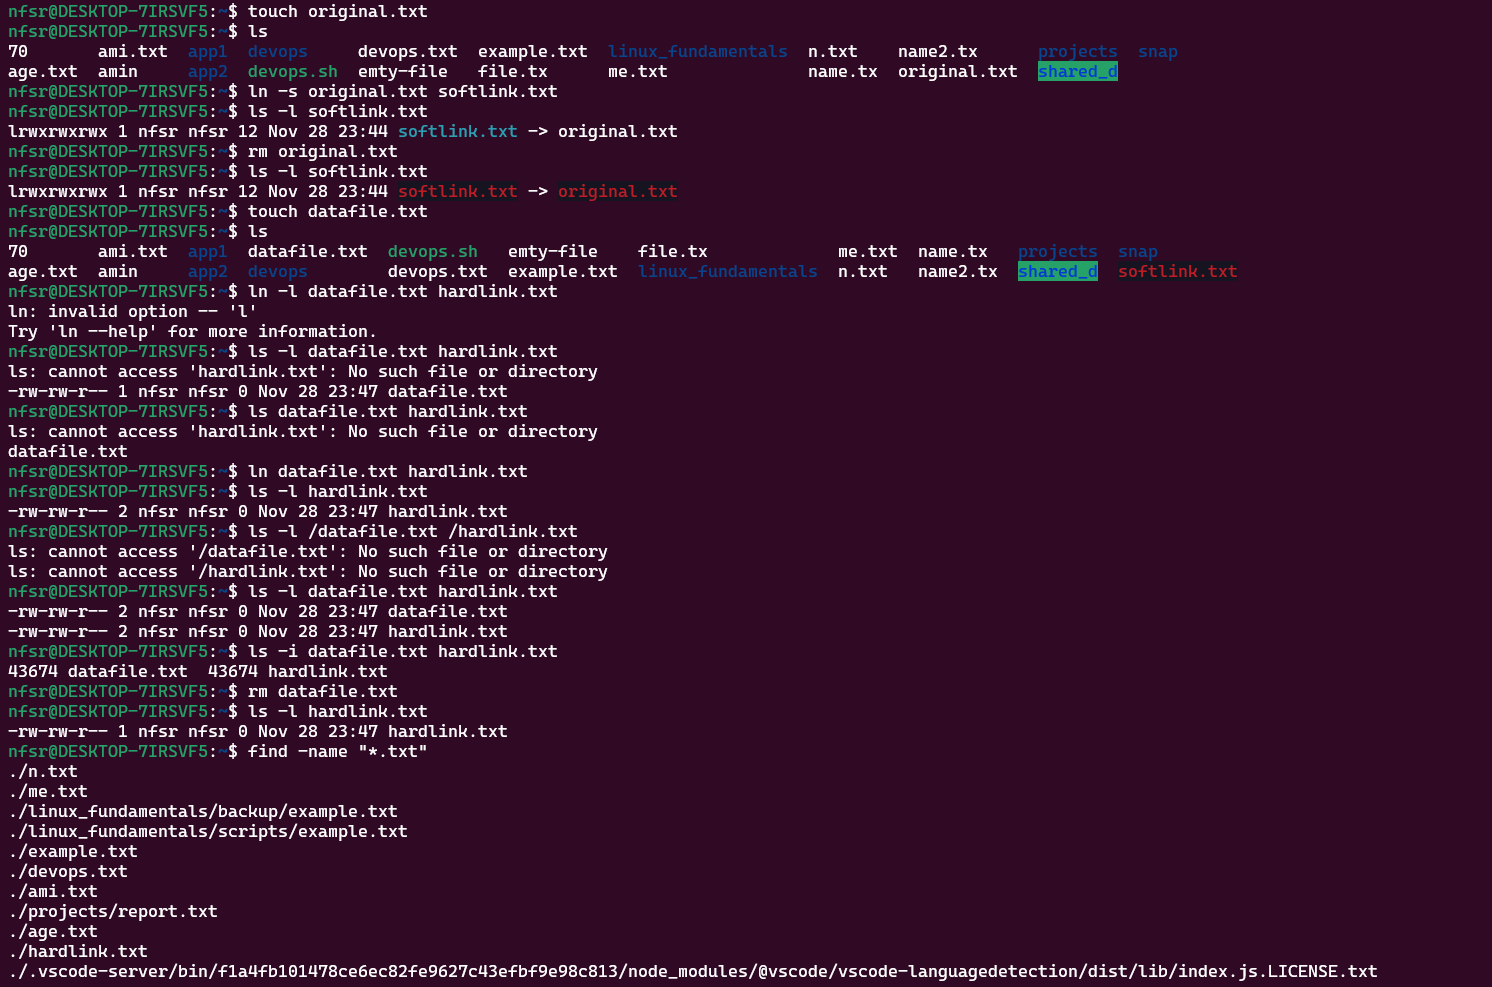 nfsr@DESKTOP-7IRSVF5:~$ touch original.txt
nfsr@DESKTOP-7IRSVF5:~$ ls
70       ami.txt  app1  devops     devops.txt  example.txt  linux_fundamentals  n.txt    name2.tx      projects  snap
age.txt  amin     app2  devops.sh  emty-file   file.tx      me.txt              name.tx  original.txt  shared_d
nfsr@DESKTOP-7IRSVF5:~$ ln -s original.txt softlink.txt
nfsr@DESKTOP-7IRSVF5:~$ ls -l softlink.txt
lrwxrwxrwx 1 nfsr nfsr 12 Nov 28 23:44 softlink.txt -> original.txt
nfsr@DESKTOP-7IRSVF5:~$ rm original.txt
nfsr@DESKTOP-7IRSVF5:~$ ls -l softlink.txt
lrwxrwxrwx 1 nfsr nfsr 12 Nov 28 23:44 softlink.txt -> original.txt
nfsr@DESKTOP-7IRSVF5:~$ touch datafile.txt
nfsr@DESKTOP-7IRSVF5:~$ ls
70       ami.txt  app1  datafile.txt  devops.sh   emty-file    file.tx             me.txt  name.tx   projects  snap
age.txt  amin     app2  devops        devops.txt  example.txt  linux_fundamentals  n.txt   name2.tx  shared_d  softlink.txt
nfsr@DESKTOP-7IRSVF5:~$ ln -l datafile.txt hardlink.txt
ln: invalid option -- 'l'
Try 'ln --help' for more information.
nfsr@DESKTOP-7IRSVF5:~$ ls -l datafile.txt hardlink.txt
ls: cannot access 'hardlink.txt': No such file or directory
-rw-rw-r-- 1 nfsr nfsr 0 Nov 28 23:47 datafile.txt
nfsr@DESKTOP-7IRSVF5:~$ ls datafile.txt hardlink.txt
ls: cannot access 'hardlink.txt': No such file or directory
datafile.txt
nfsr@DESKTOP-7IRSVF5:~$ ln datafile.txt hardlink.txt
nfsr@DESKTOP-7IRSVF5:~$ ls -l hardlink.txt
-rw-rw-r-- 2 nfsr nfsr 0 Nov 28 23:47 hardlink.txt
nfsr@DESKTOP-7IRSVF5:~$ ls -l /datafile.txt /hardlink.txt
ls: cannot access '/datafile.txt': No such file or directory
ls: cannot access '/hardlink.txt': No such file or directory
nfsr@DESKTOP-7IRSVF5:~$ ls -l datafile.txt hardlink.txt
-rw-rw-r-- 2 nfsr nfsr 0 Nov 28 23:47 datafile.txt
-rw-rw-r-- 2 nfsr nfsr 0 Nov 28 23:47 hardlink.txt
nfsr@DESKTOP-7IRSVF5:~$ ls -i datafile.txt hardlink.txt
43674 datafile.txt  43674 hardlink.txt
nfsr@DESKTOP-7IRSVF5:~$ rm datafile.txt
nfsr@DESKTOP-7IRSVF5:~$ ls -l hardlink.txt
-rw-rw-r-- 1 nfsr nfsr 0 Nov 28 23:47 hardlink.txt
nfsr@DESKTOP-7IRSVF5:~$ find -name "*.txt"
./n.txt
./me.txt
./linux_fundamentals/backup/example.txt
./linux_fundamentals/scripts/example.txt
./example.txt
./devops.txt
./ami.txt
./projects/report.txt
./age.txt
./hardlink.txt
./.vscode-server/bin/f1a4fb101478ce6ec82fe9627c43efbf9e98c813/node_modules/@vscode/vscode-languagedetection/dist/lib/index.js.LICENSE.txt